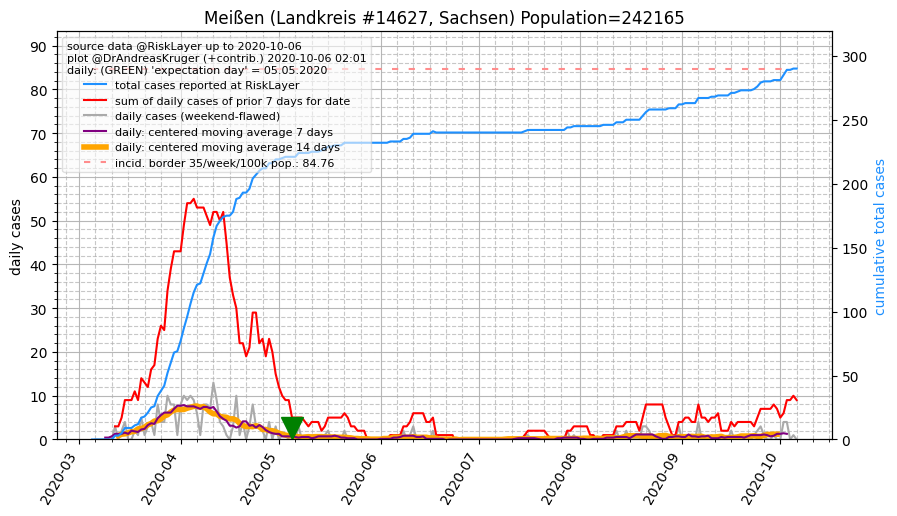 Meißen (Landkreis #14627, Sachsen) Population=242165
source data @RiskLayer up to 2020-10-06
plot @DrAndreasKruger (+contrib.) 2020-10-06 02:01
daily: (GREEN) 'expectation day' = 05.05.2020
total cases reported at RiskLayer
sum of daily cases of prior 7 days for date
daily cases (weekend-flawed)
daily: centered moving average 7 days
daily: centered moving average 14 days
incid. border 35/week/100k pop.: 84.76
daily cases
90
80
70
60
50
40
30
20
10
0
cumulative total cases
300
250
200
150
100
50
0
2020-03
2020-04
2020-05
2020-06
2020-07
2020-08
2020-09
2020-10